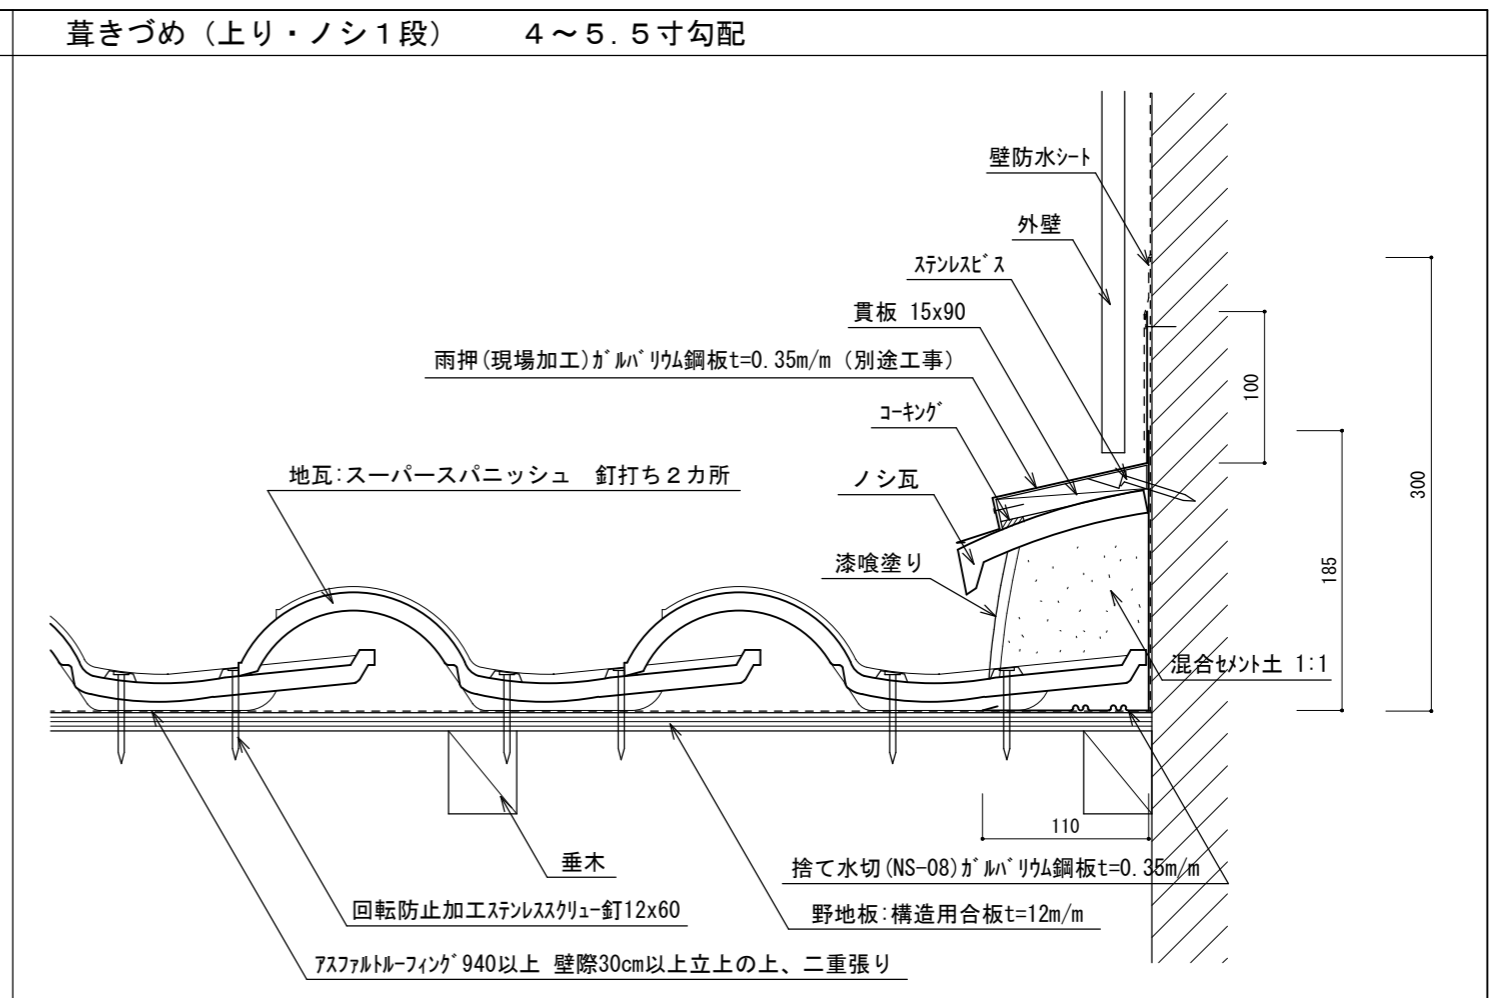 葺きづめ（上り・ノシ１段）　４～５.５寸勾配
壁防水ｼｰﾄ
外壁
ｽﾃﾝﾚｽﾋﾞｽ
貫板 15x90
雨押(現場加工)ｶﾞﾙﾊﾞﾘｳﾑ鋼板t=0.35m/m（別途工事）
ｺｰｷﾝｸﾞ
地瓦:スーパースパニッシュ　釘打ち２カ所
ノシ瓦
漆喰塗り
100
300
185
混合ｾﾒﾝﾄ土 1:1
110
垂木
捨て水切(NS-08)ｶﾞﾙﾊﾞﾘｳﾑ鋼板t=0.35m/m
回転防止加工ｽﾃﾝﾚｽｽｸﾘｭｰ釘12x60
野地板:構造用合板t=12m/m
ｱｽﾌｧﾙﾄﾙｰﾌｨﾝｸﾞ940以上 壁際30cm以上立上の上、二重張り